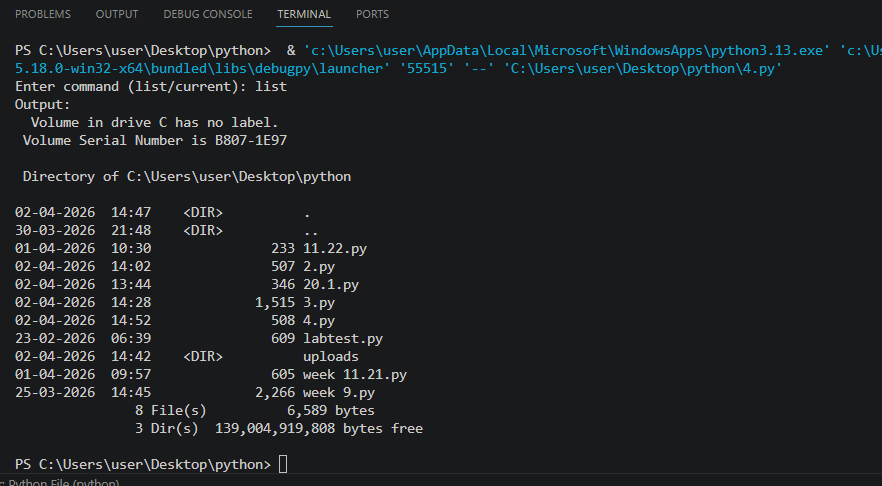 PROBLEMS OUTPUT DEBUG CONSOLE TERMINAL PORTS
PS C:\Users\user\Desktop\python>  & 'c:\Users\user\AppData\Local\Microsoft\WindowsApps\python3.13.exe' 'c:\Us
5.18.0-win32-x64\bundled\libs\debugpy\launcher' '55515' '--' 'C:\Users\user\Desktop\python\4.py'
Enter command (list/current): list
Output:
  Volume in drive C has no label.
 Volume Serial Number is B807-1E97
 Directory of C:\Users\user\Desktop\python
02-04-2026  14:47    <DIR>          .
30-03-2026  21:48    <DIR>          ..
01-04-2026  10:30               233 11.22.py
02-04-2026  14:02               507 2.py
02-04-2026  13:44               346 20.1.py
02-04-2026  14:28             1,515 3.py
02-04-2026  14:52               508 4.py
23-02-2026  06:39               609 labtest.py
02-04-2026  14:42    <DIR>          uploads
01-04-2026  09:57               605 week 11.21.py
25-03-2026  14:45             2,266 week 9.py
               8 File(s)          6,589 bytes
               3 Dir(s)  139,004,919,808 bytes free
PS C:\Users\user\Desktop\python>
: Python File (python)